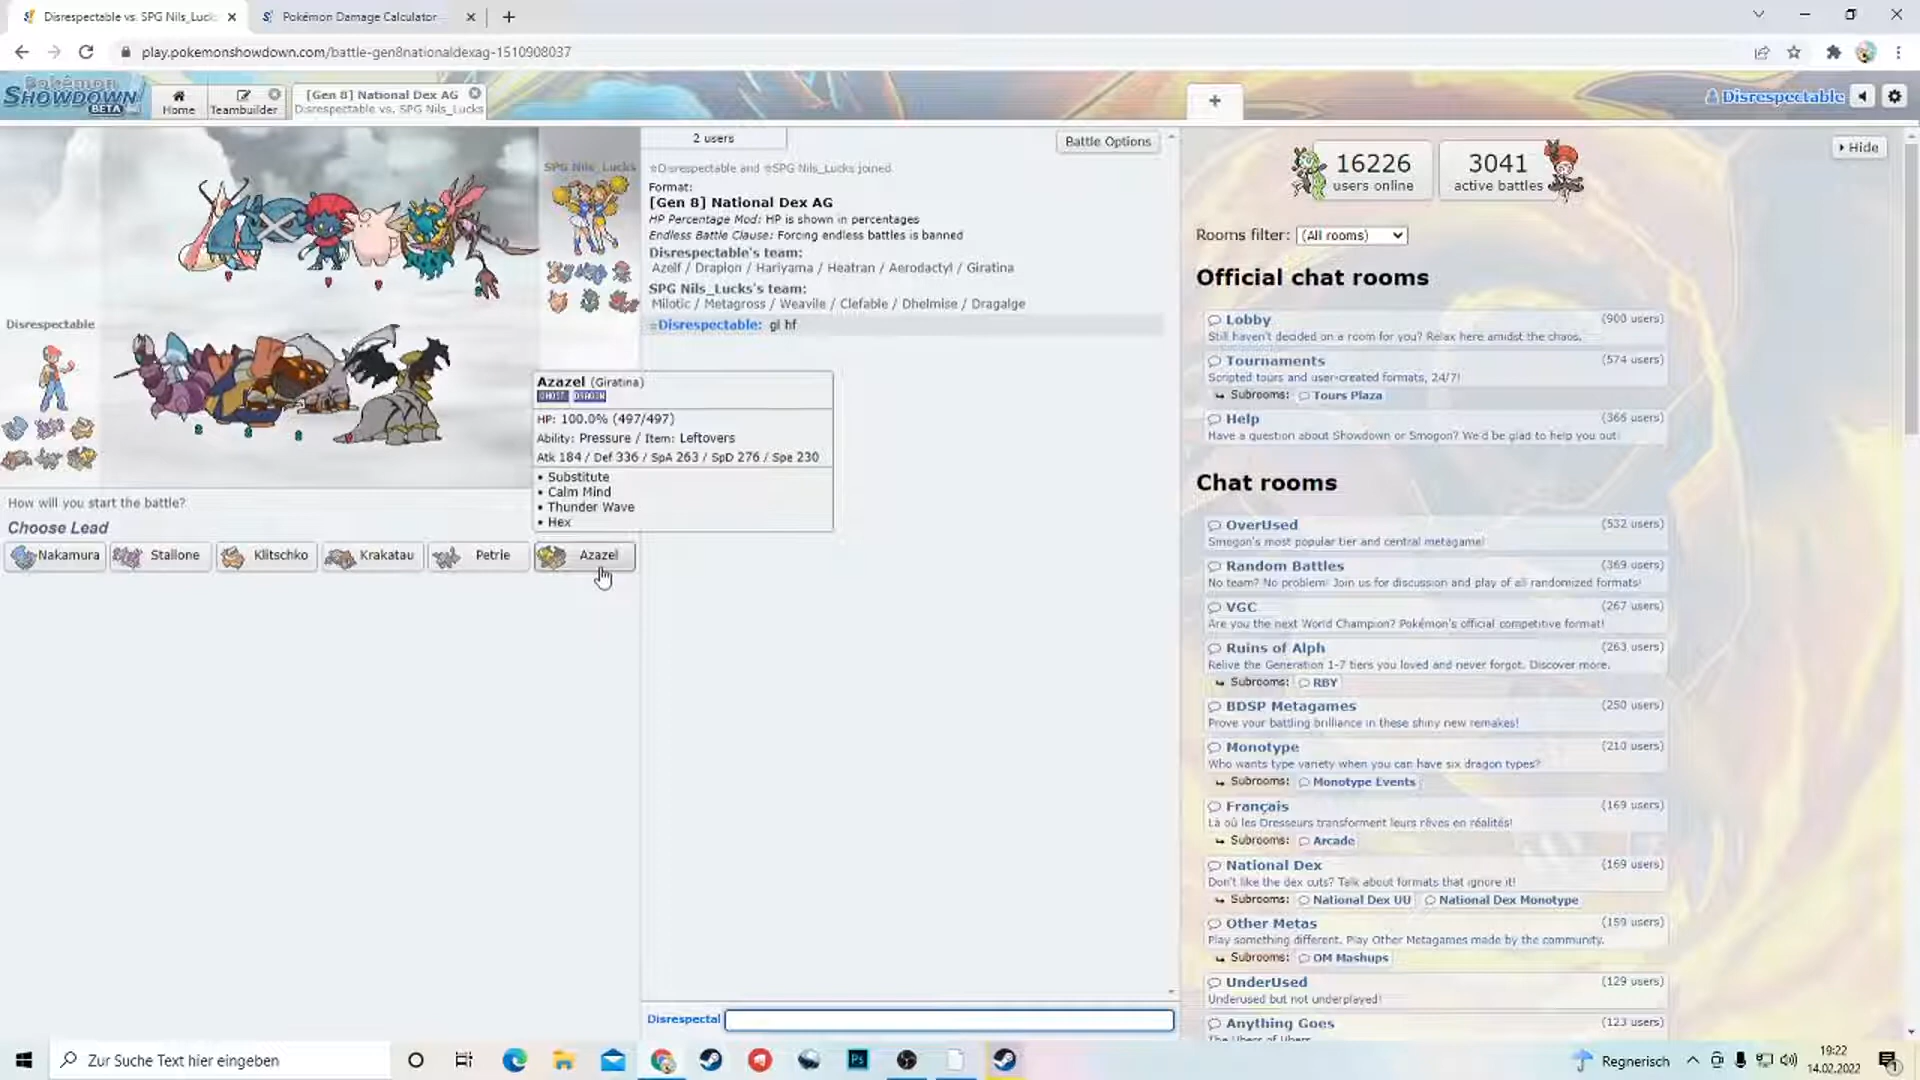 Disrespectable vs. SPG Nils_Luck
Pokémon Damage Calculator
play.pokemonshowdown.com/battle-gen8nationaldexag-1510908037
Pokémon
SHOWDOWN
BETA
Home
Teambuilder
[Gen 8] National Dex AG
Disrespectable vs. SPG Nils_Lucks
Disrespectable
2 users
Battle Options
SPG Nils_Lucks
☆Disrespectable and ☆SPG Nils_Lucks joined.
Format:
[Gen 8] National Dex AG
HP Percentage Mod: HP is shown in percentages
Endless Battle Clause: Forcing endless battles is banned
Disrespectable's team:
Azelf / Drapion / Hariyama / Heatran / Aerodactyl / Giratina
SPG Nils_Lucks's team:
Milotic / Metagross / Weavile / Clefable / Dhelmise / Dragalge
☆Disrespectable: gl hf
Disrespectable
Azazel (Giratina)
GHOST DRAGON
HP: 100.0% (497/497)
Ability: Pressure / Item: Leftovers
Atk 184 / Def 336 / SpA 263 / SpD 276 / Spe 230
• Substitute
• Calm Mind
• Thunder Wave
• Hex
How will you start the battle?
Choose Lead
Nakamura
Stallone
Klitschko
Krakatau
Petrie
Azazel
Disrespectal
16226
users online
3041
active battles
Hide
Rooms filter: (All rooms)
Official chat rooms
Lobby (900 users)
Still haven't decided on a room for you? Relax here amidst the chaos.
Tournaments (574 users)
Scripted tours and user-created formats, 24/7!
Subrooms: Tours Plaza
Help (366 users)
Have a question about Showdown or Smogon? We'd be glad to help you out!
Chat rooms
OverUsed (532 users)
Smogon's most popular tier and central metagame!
Random Battles (369 users)
No team? No problem! Join us for discussion and play of all randomized formats!
VGC (267 users)
Are you the next World Champion? Pokémon's official competitive format!
Ruins of Alph (263 users)
Relive the Generation 1-7 tiers you loved and never forgot. Discover more.
Subrooms: RBY
BDSP Metagames (250 users)
Prove your battling brilliance in these shiny new remakes!
Monotype (210 users)
Who wants type variety when you can have six dragon types?
Subrooms: Monotype Events
Français (169 users)
Là où les Dresseurs transforment leurs rêves en réalités!
Subrooms: Arcade
National Dex (169 users)
Don't like the dex cuts? Talk about formats that ignore it!
Subrooms: National Dex UU National Dex Monotype
Other Metas (159 users)
Play something different. Play Other Metagames made by the community.
Subrooms: OM Mashups
UnderUsed (129 users)
Underused but not underplayed!
Anything Goes (123 users)
The Ubers of Ubers
Zur Suche Text hier eingeben
Ps
Regnerisch
19:22
14.02.2022
1